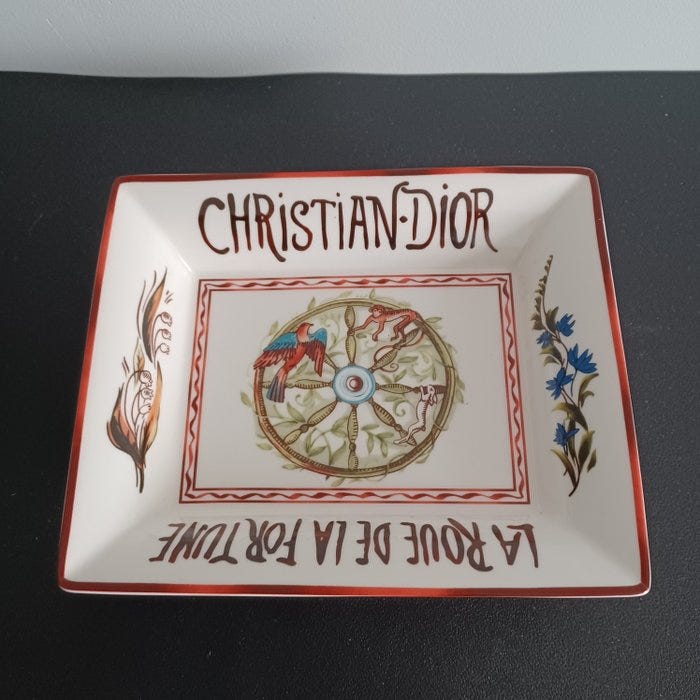 CHRiSTiAN·DiOR
LA ROUE DE LA FORTUNE